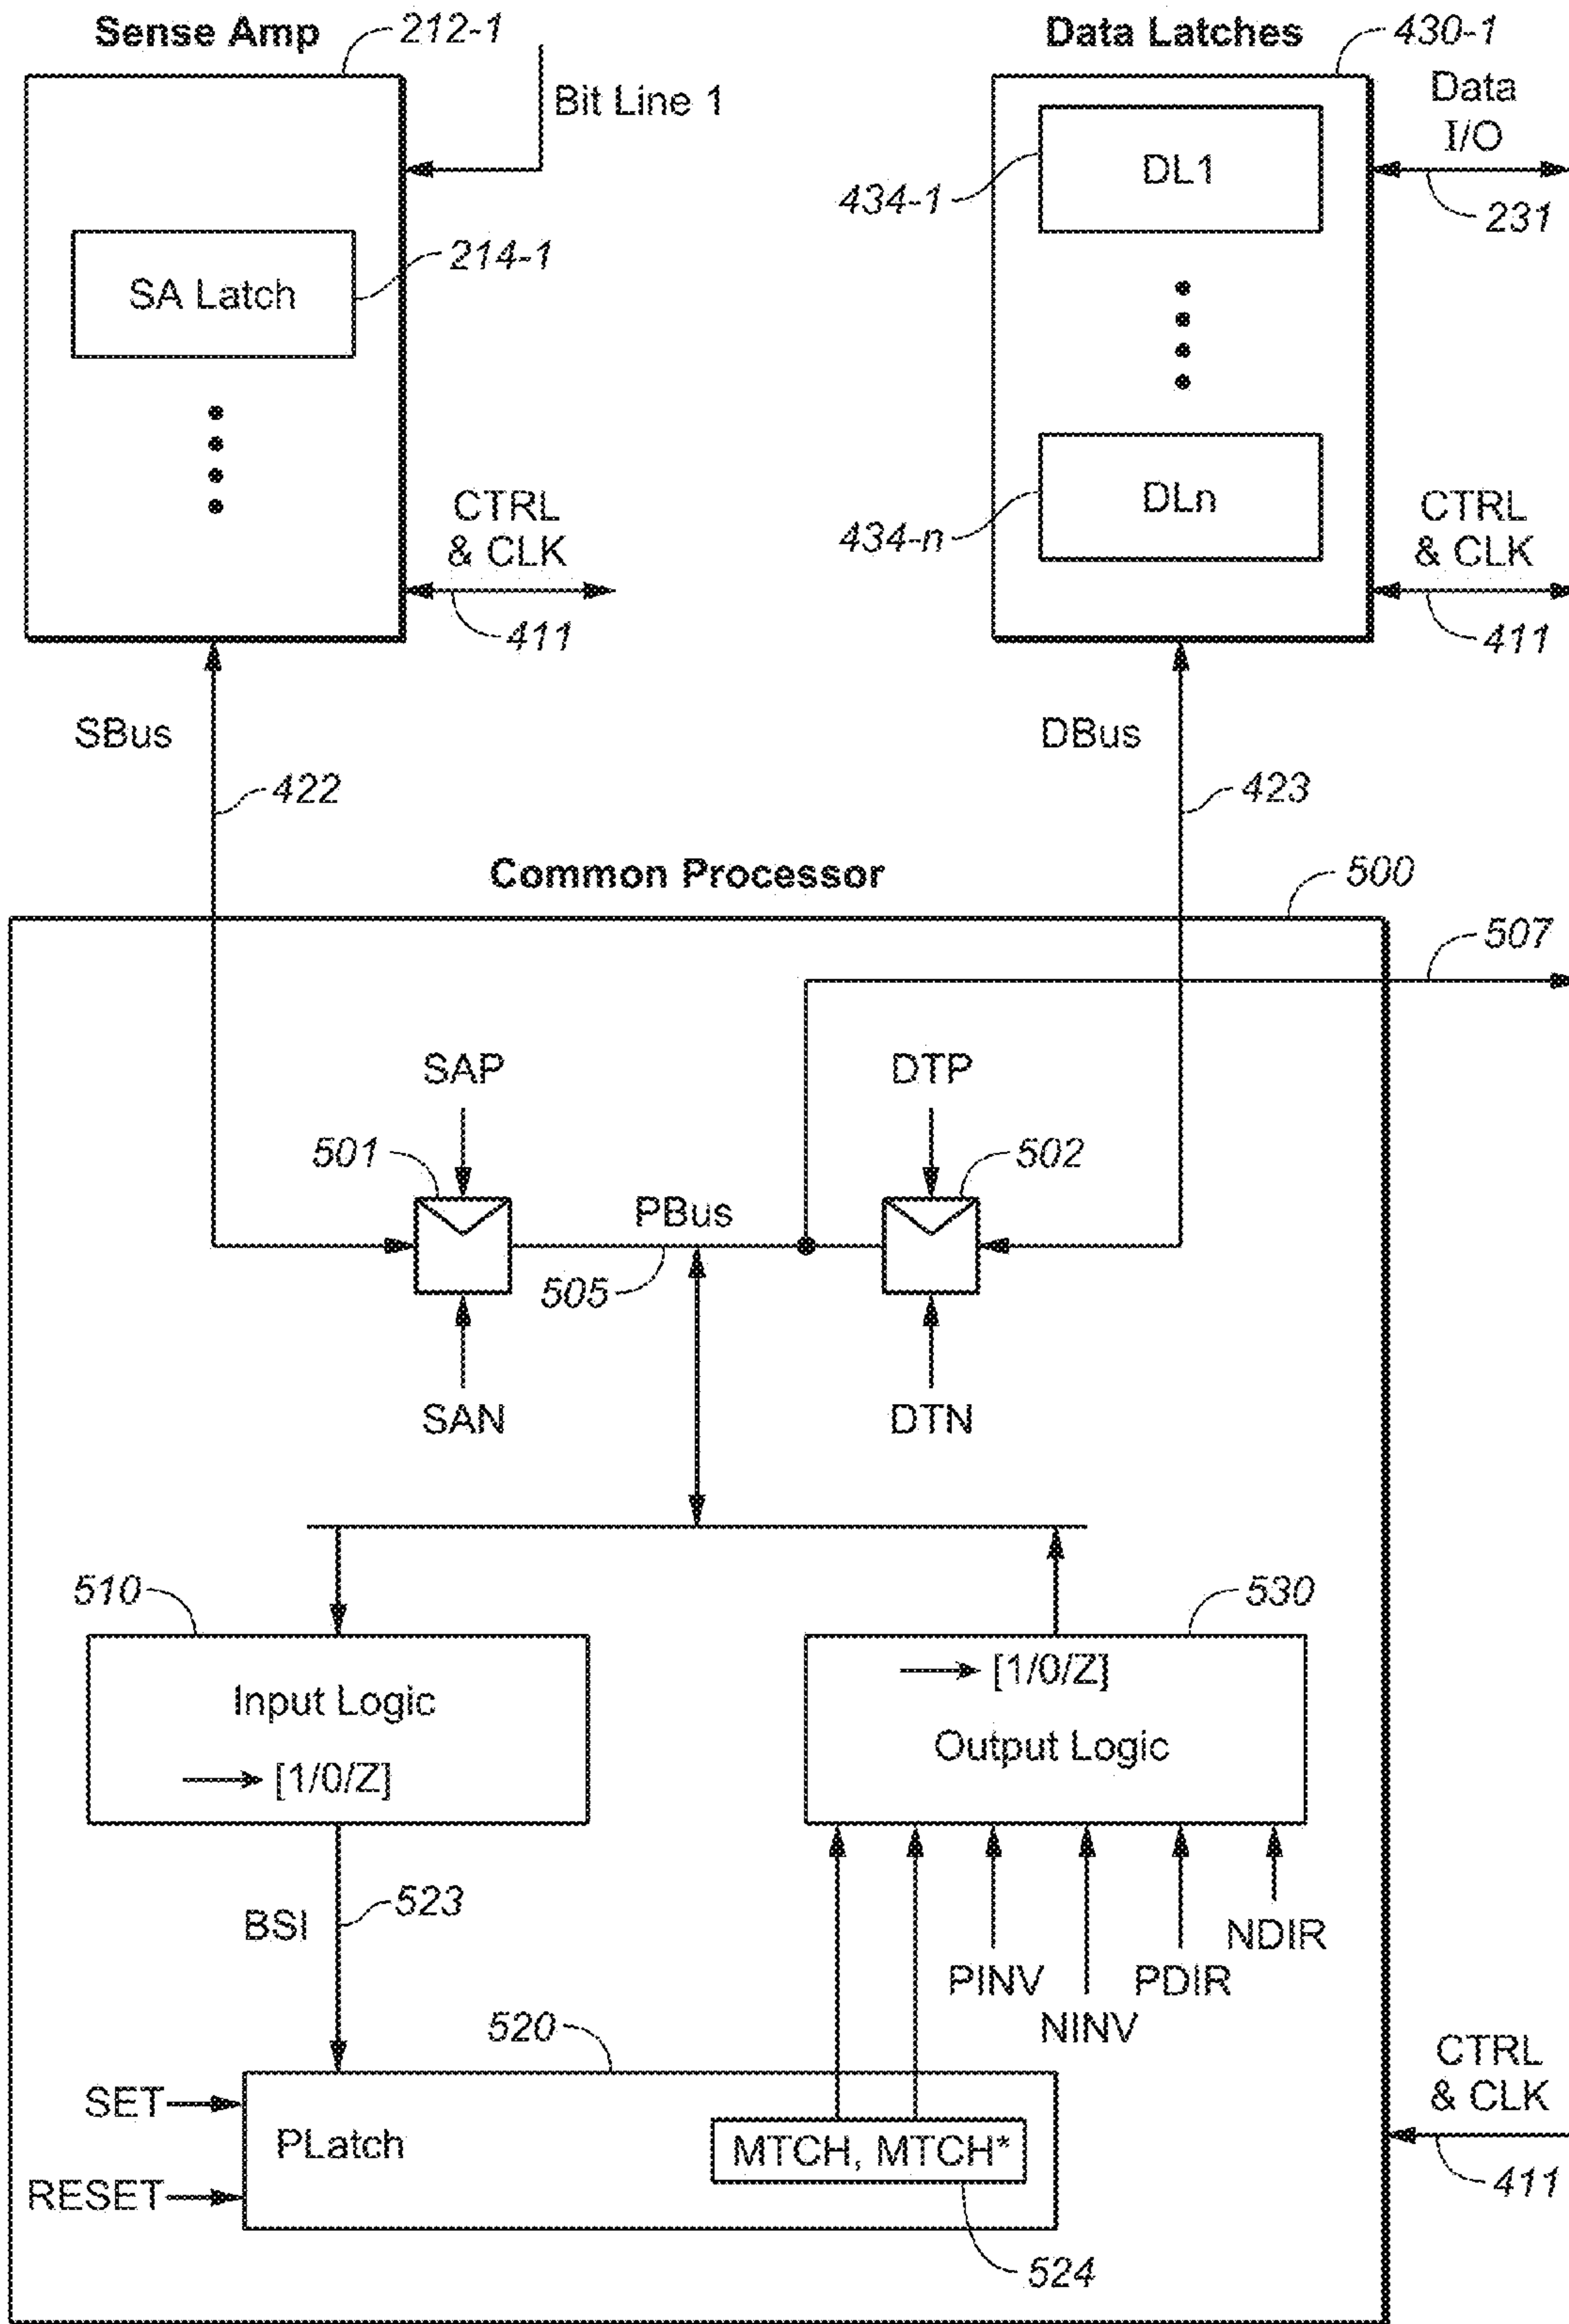 Sense Amp
212-1
Data Latches
430-1
Bit Line 1
Data
I/O
434-1
DL1
231
214-1
SA Latch
CTRL
& CLK
411
434-n
DLn
CTRL
& CLK
411
SBus
DBus
422
423
Common Processor
500
507
SAP
DTP
501
502
PBus
505
SAN
DTN
510
530
Input Logic
[1/0/Z]
[1/0/Z]
Output Logic
BSI
523
NDIR
PINV
PDIR
NINV
520
SET
RESET
PLatch
MTCH, MTCH*
524
CTRL
& CLK
411